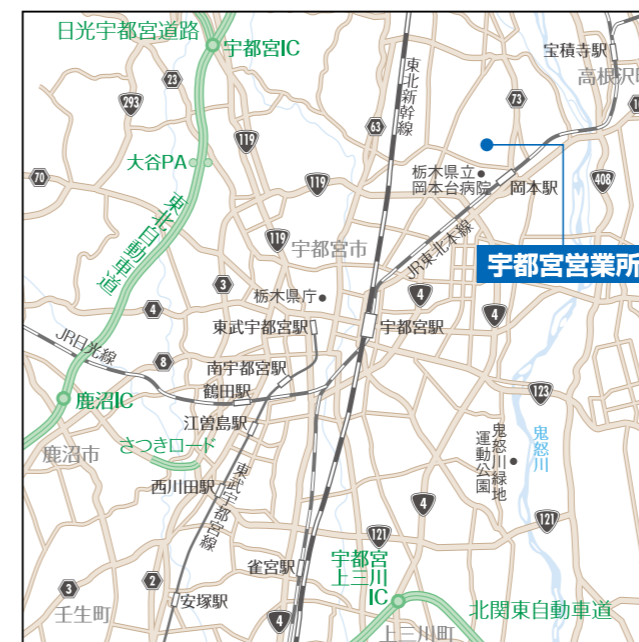 日光宇都宮道路
宇都宮IC
宝積寺駅
高根沢町
東北新幹線
23
293
73
63
119
大谷PA
70
119
栃木県立
岡本台病院
岡本駅
408
東北自動車道
119
宇都宮市
JR東北本線
宇都宮営業所
3
栃木県庁
4
4
4
東武宇都宮駅
宇都宮駅
JR日光線
8
南宇都宮駅
鶴田駅
123
鹿沼IC
江曽島駅
さつきロード
鹿沼市
鬼怒川緑地
運動公園
鬼怒川
西川田駅
東武宇都宮線
4
121
121
雀宮駅
宇都宮
上三川
IC
3
2
安塚駅
壬生町
4
北関東自動車道
上三川町